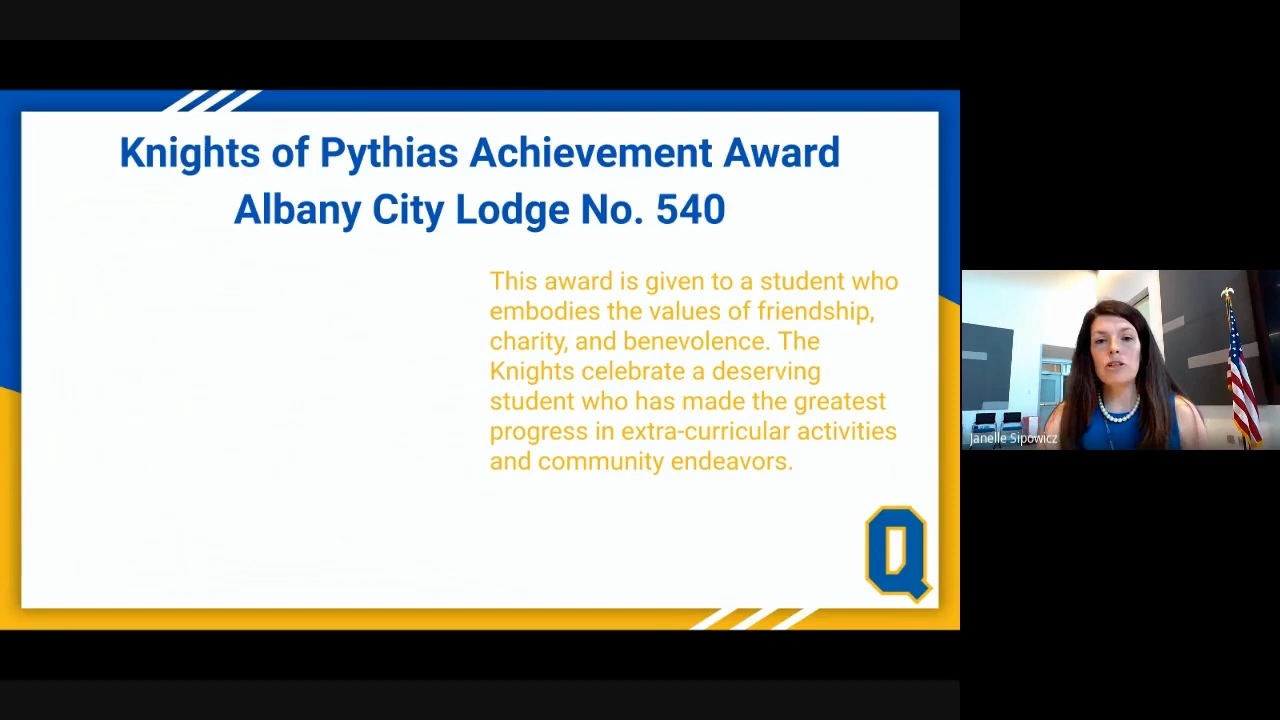 Knights of Pythias Achievement Award
Albany City Lodge No. 540
This award is given to a student who
embodies the values of friendship,
charity, and benevolence. The
Knights celebrate a deserving
student who has made the greatest
progress in extra-curricular activities
and community endeavors.
Q
Janelle Sipowicz